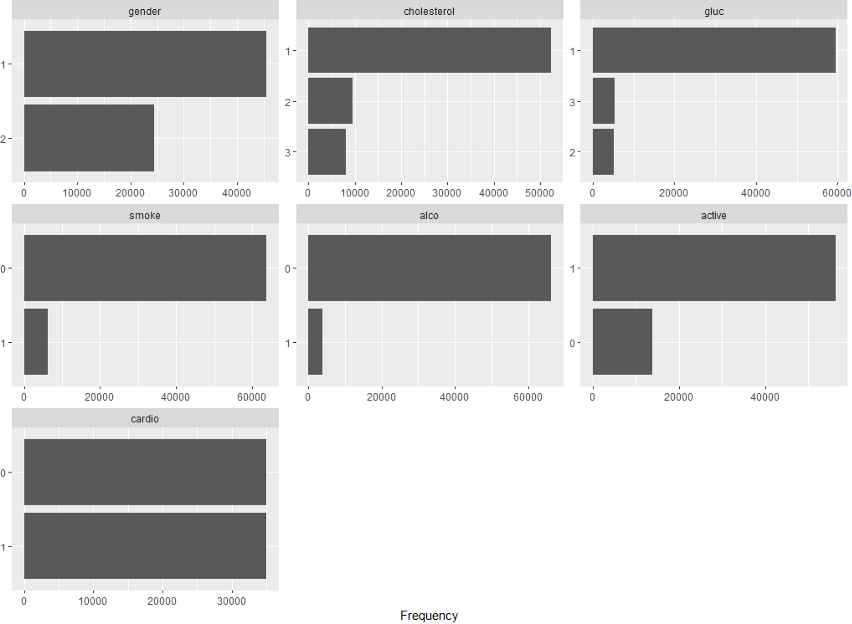 gender cholesterol gluc
1 1 1
2 3
2 3 2
0 10000 20000 30000 40000 0 10000 20000 30000 40000 50000 0 20000 40000 60000
smoke alco active
0 0 1
1 1 0
0 20000 40000 60000 0 20000 40000 60000 0 20000 40000
cardio
0
1
0 10000 20000 30000
Frequency